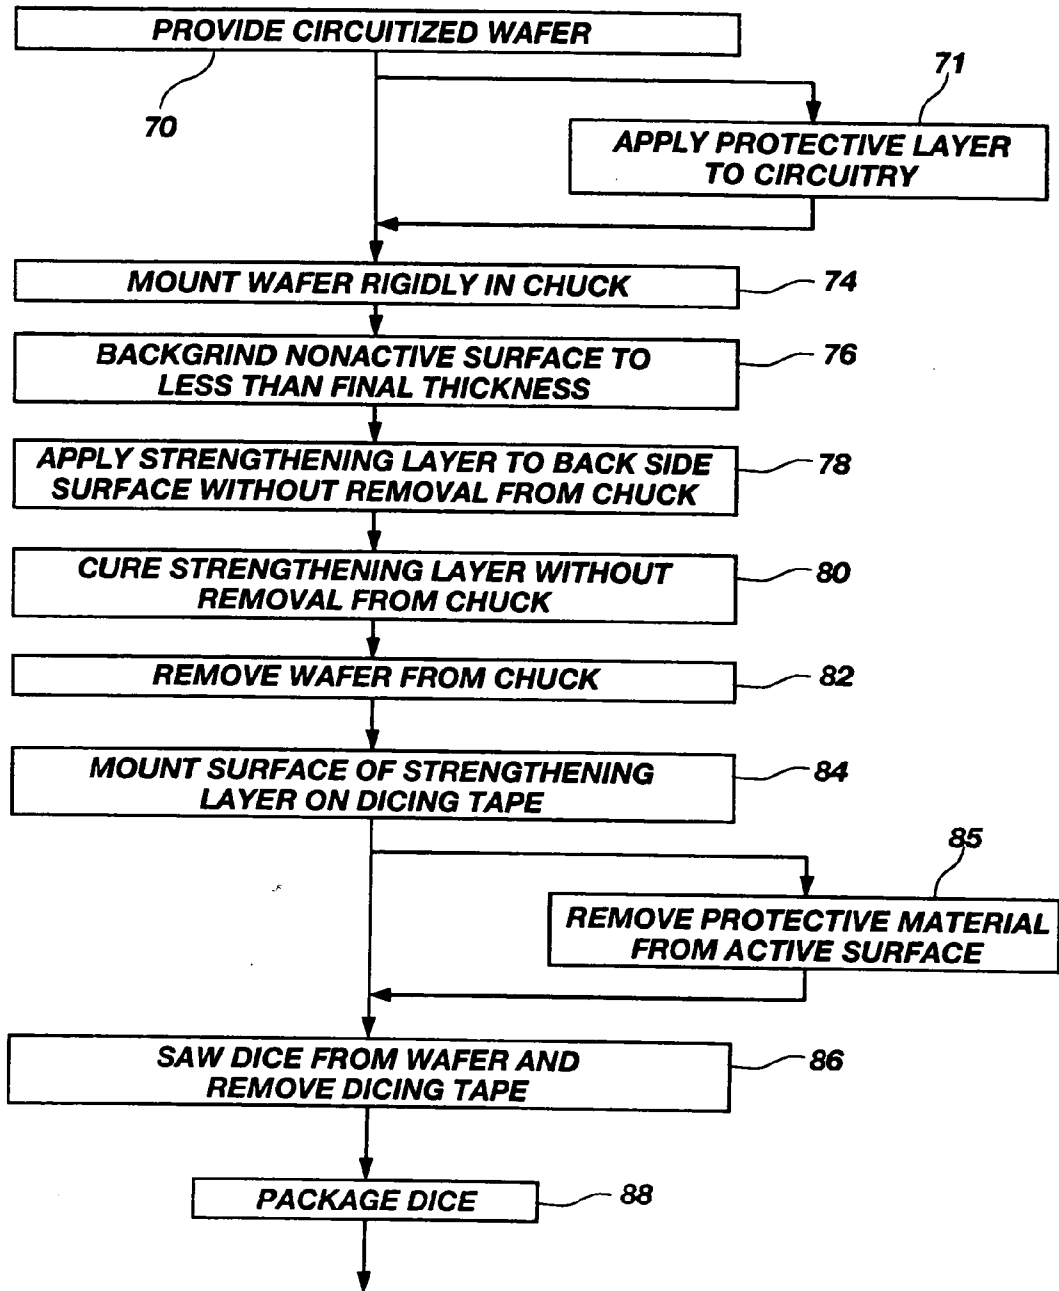 PROVIDE CIRCUITIZED WAFER
70
71
APPLY PROTECTIVE LAYER
TO CIRCUITRY
MOUNT WAFER RIGIDLY IN CHUCK
74
BACKGRIND NONACTIVE SURFACE TO
LESS THAN FINAL THICKNESS
76
APPLY STRENGTHENING LAYER TO BACK SIDE
SURFACE WITHOUT REMOVAL FROM CHUCK
78
CURE STRENGTHENING LAYER WITHOUT
REMOVAL FROM CHUCK
80
REMOVE WAFER FROM CHUCK
82
MOUNT SURFACE OF STRENGTHENING
LAYER ON DICING TAPE
84
85
REMOVE PROTECTIVE MATERIAL
FROM ACTIVE SURFACE
SAW DICE FROM WAFER AND
REMOVE DICING TAPE
86
PACKAGE DICE
88